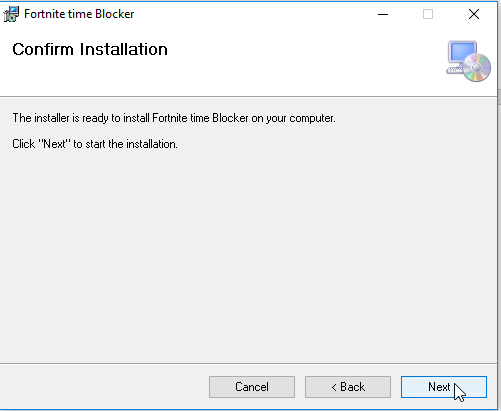 Fortnite time Blocker
Confirm Installation
The installer is ready to install Fortnite time Blocker on your computer.
Click "Next" to start the installation.
Cancel
< Back
Next